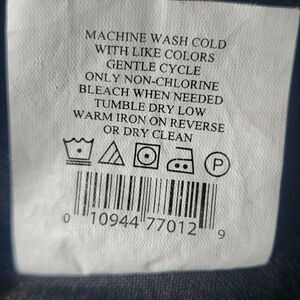 MACHINE WASH COLD
WITH LIKE COLORS
GENTLE CYCLE
ONLY NON-CHLORINE
BLEACH WHEN NEEDED
TUMBLE DRY LOW
WARM IRON ON REVERSE
OR DRY CLEAN
P
0 10944 77012 9